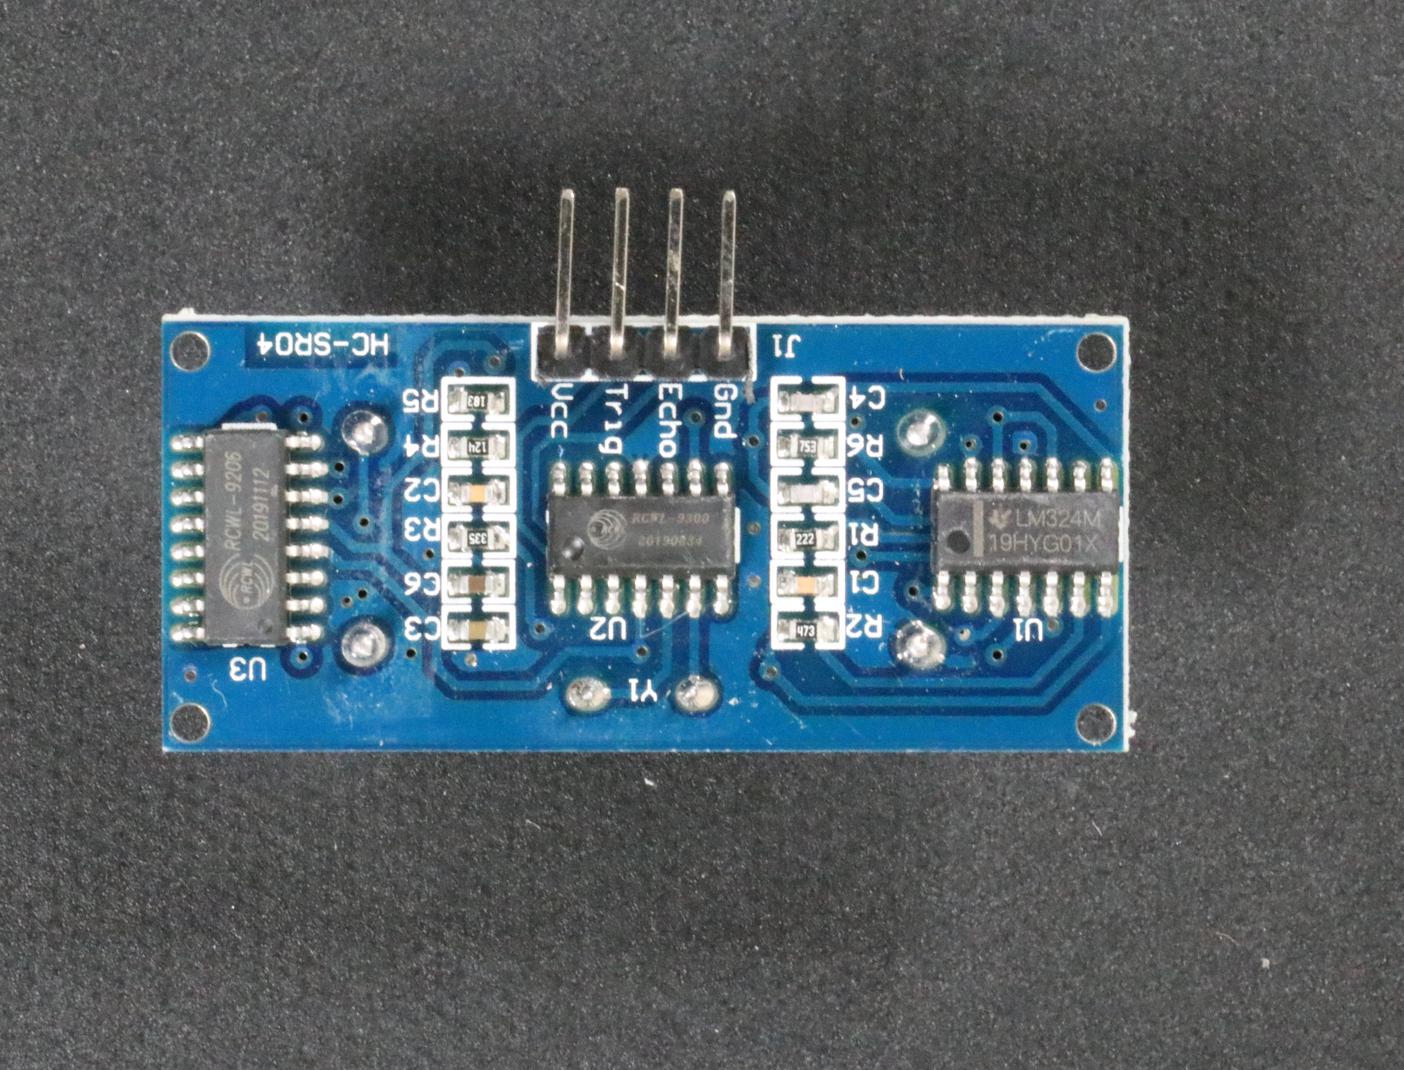 HC-SR04
J1
Vcc
Trig
Echo
Gnd
R5
183
R4
124
C2
R3
335
C6
C3
C4
R6
753
C5
R1
222
C1
R2
473
RCWL-9206
20191112
RCWL
U3
RCWL-9300
U2
LM324M
19HYG01X
U1
Y1